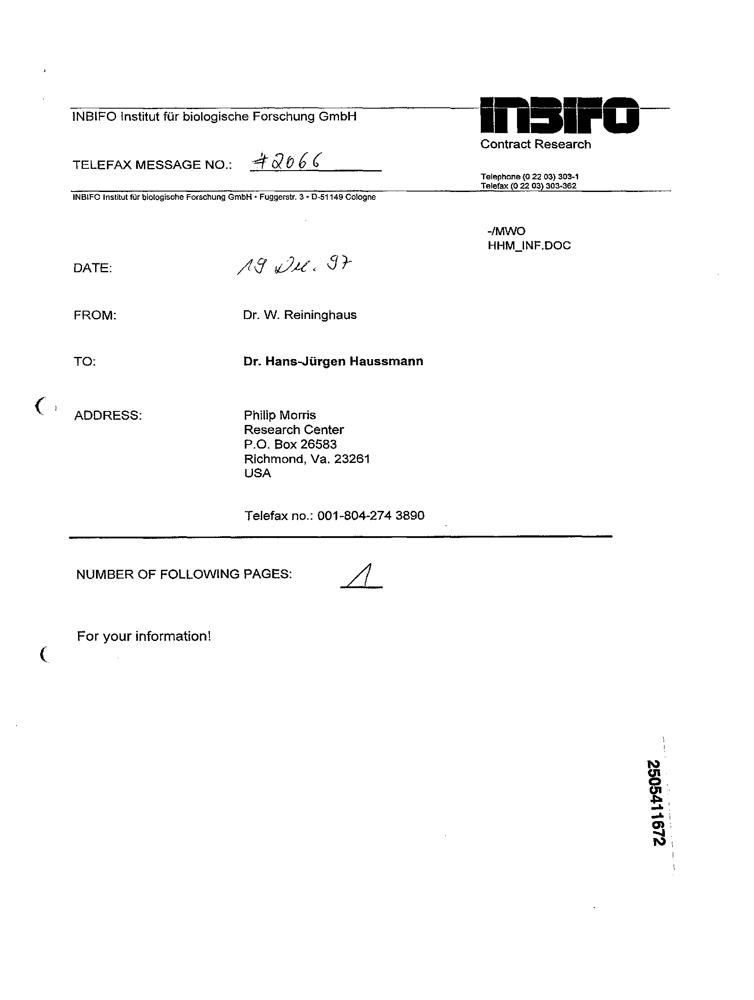 INBIFO Institut für biologische Forschung GmbH
INBIFO
Contract Research
TELEFAX MESSAGE NO.: #2066
Telephone (0 22 03) 303-1
Telefax (0 22 03) 303-362
INBIFO Institut für biologische Forschung GmbH • Fuggerstr. 3 • D-51149 Cologne
-/MWO
HHM_INF.DOC
DATE: 19 Dec. 97
FROM: Dr. W. Reininghaus
TO: Dr. Hans-Jürgen Haussmann
ADDRESS: Philip Morris
Research Center
P.O. Box 26583
Richmond, Va. 23261
USA
Telefax no.: 001-804-274 3890
NUMBER OF FOLLOWING PAGES: 1
For your information!
2505411672